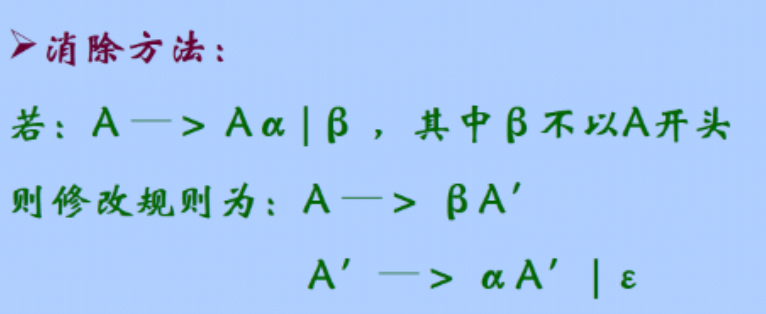 ➢消除方法：
若：A —> Aα | β ，其中β不以A开头
则修改规则为：A —> βA′
A′ —> αA′ | ε